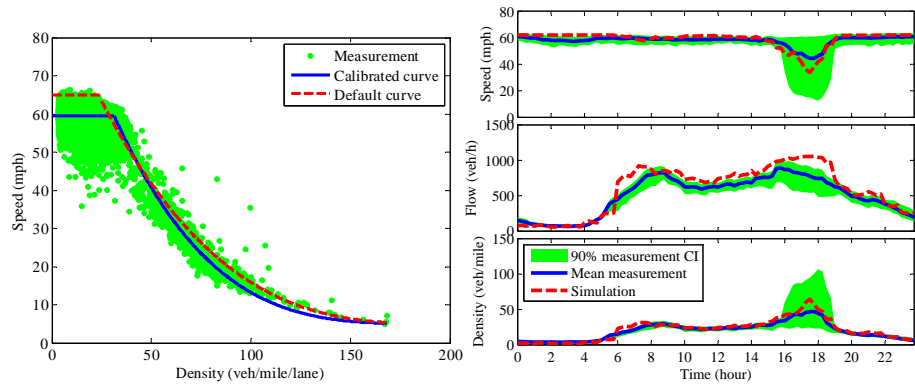 80
70
60
50
40
30
20
10
0
Speed (mph)
Measurement
Calibrated curve
Default curve
0 50 100 150 200
Density (veh/mile/lane)
80
60
40
20
0
Speed (mph)
1500
1000
500
0
Flow (veh/h)
150
100
50
0
Density (veh/mile)
90% measurement CI
Mean measurement
Simulation
0 2 4 6 8 10 12 14 16 18 20 22
Time (hour)